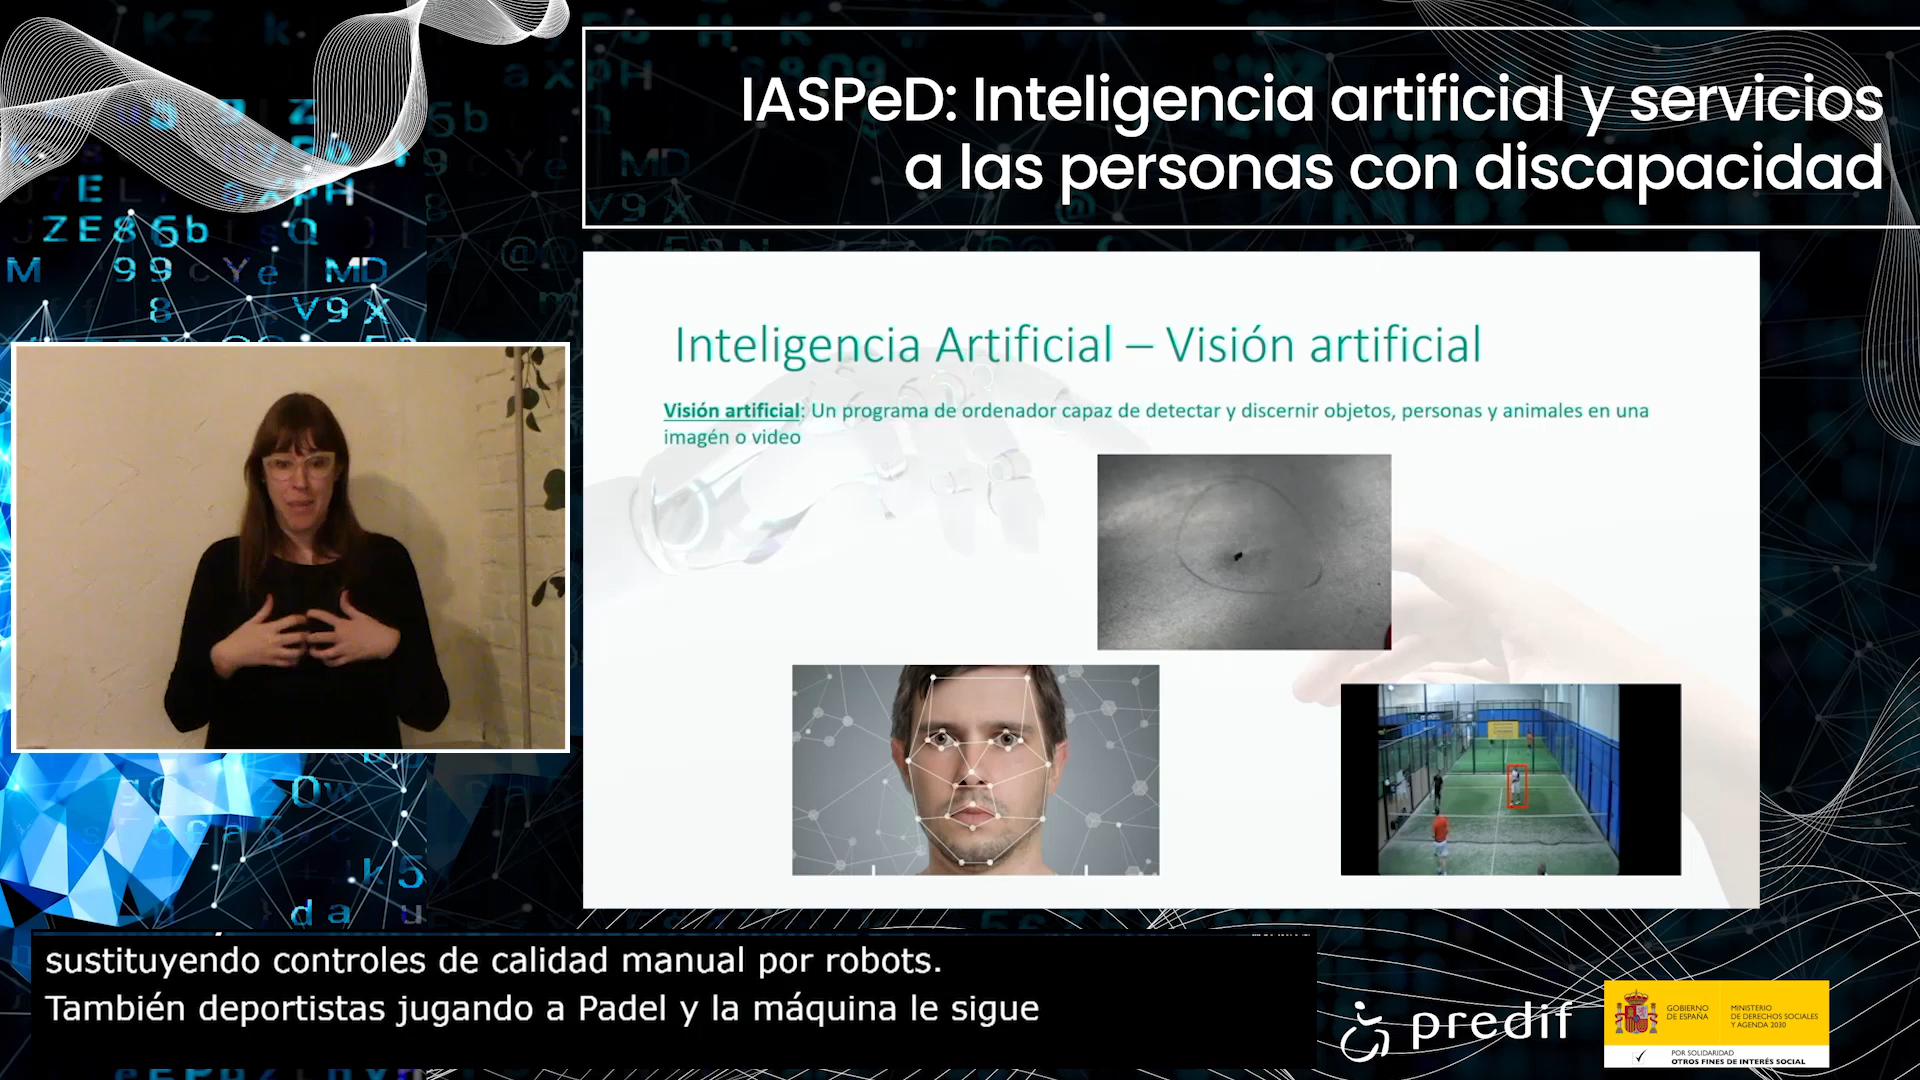 IASPeD: Inteligencia artificial y servicios
a las personas con discapacidad
Inteligencia Artificial – Visión artificial
Visión artificial: Un programa de ordenador capaz de detectar y discernir objetos, personas y animales en una
imagén o video
sustituyendo controles de calidad manual por robots.
También deportistas jugando a Padel y la máquina le sigue
predif
GOBIERNO
DE ESPAÑA
MINISTERIO
DE DERECHOS SOCIALES
Y AGENDA 2030
POR SOLIDARIDAD
OTROS FINES DE INTERÉS SOCIAL